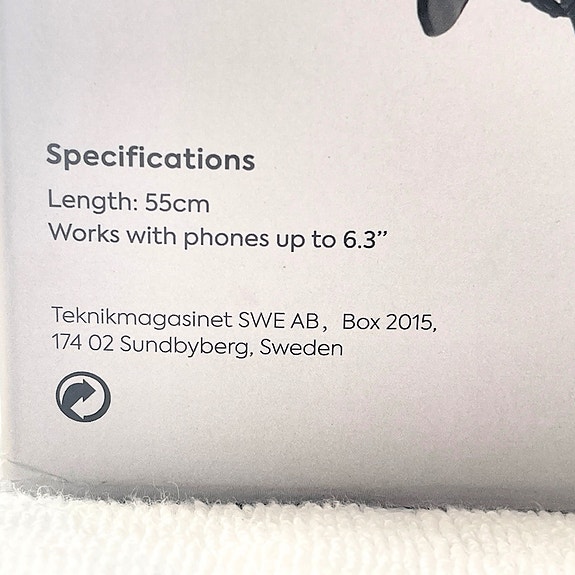 Specifications
Length: 55cm
Works with phones up to 6.3”
Teknikmagasinet SWE AB, Box 2015,
174 02 Sundbyberg, Sweden